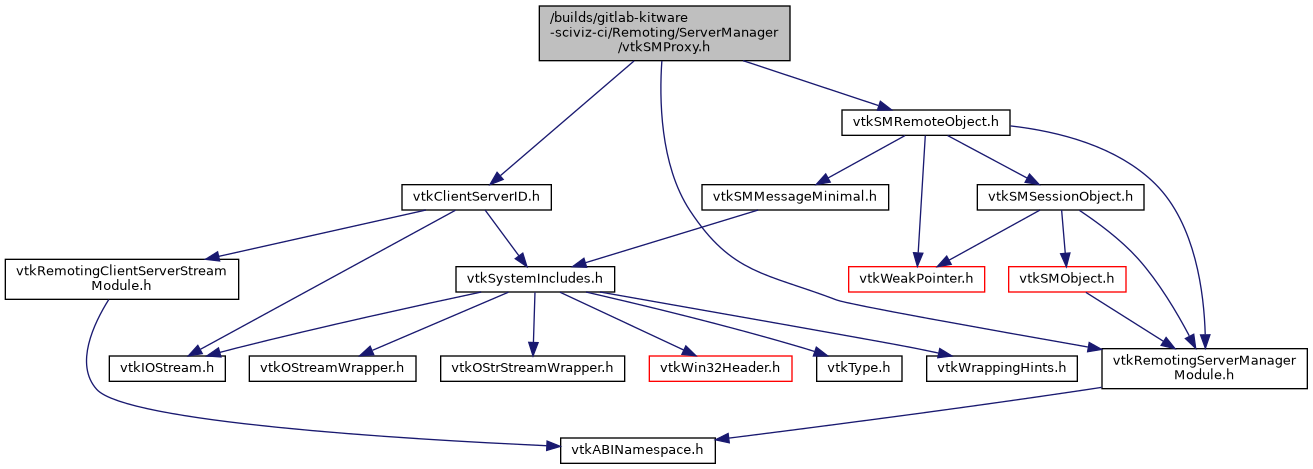 /builds/gitlab-kitware
-sciviz-ci/Remoting/ServerManager
/vtkSMProxy.h
vtkSMRemoteObject.h
vtkClientServerID.h
vtkSMMessageMinimal.h
vtkSMSessionObject.h
vtkRemotingClientServerStream
Module.h
vtkSystemIncludes.h
vtkWeakPointer.h
vtkSMObject.h
vtkIOStream.h
vtkOStreamWrapper.h
vtkOStrStreamWrapper.h
vtkWin32Header.h
vtkType.h
vtkWrappingHints.h
vtkRemotingServerManager
Module.h
vtkABINamespace.h